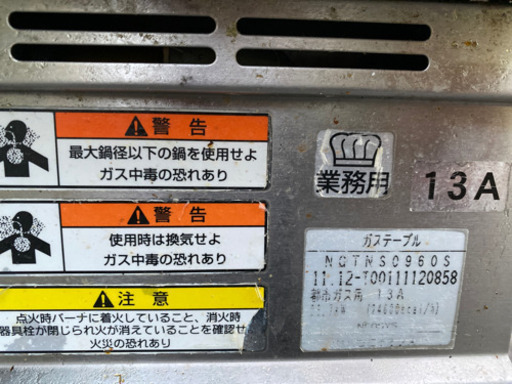 警告
最大鍋径以下の鍋を使用せよ
ガス中毒の恐れあり
警告
使用時は換気せよ
ガス中毒の恐れあり
注意
点火時バーナに着火していること、消火時
器具栓が閉じられ火が消えていることを確認せ
火災の恐れあり
業務用
13A
ガステーブル
11.12-T00111120858
都市ガス用 13A